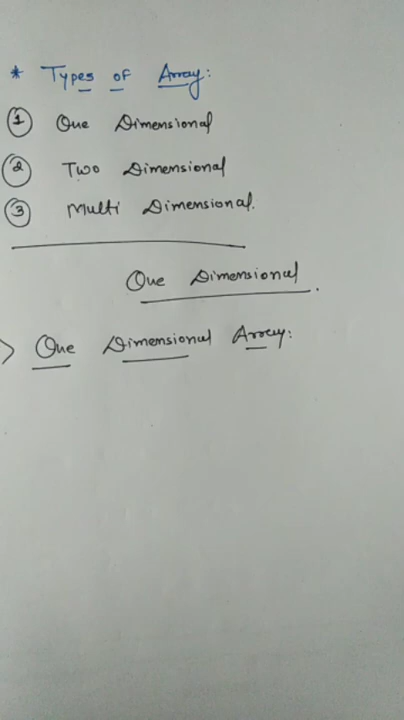 * Types of Array:
① One Dimensional
② Two Dimensional
③ Multi Dimensional.
One Dimensional.
> One Dimensional Array: